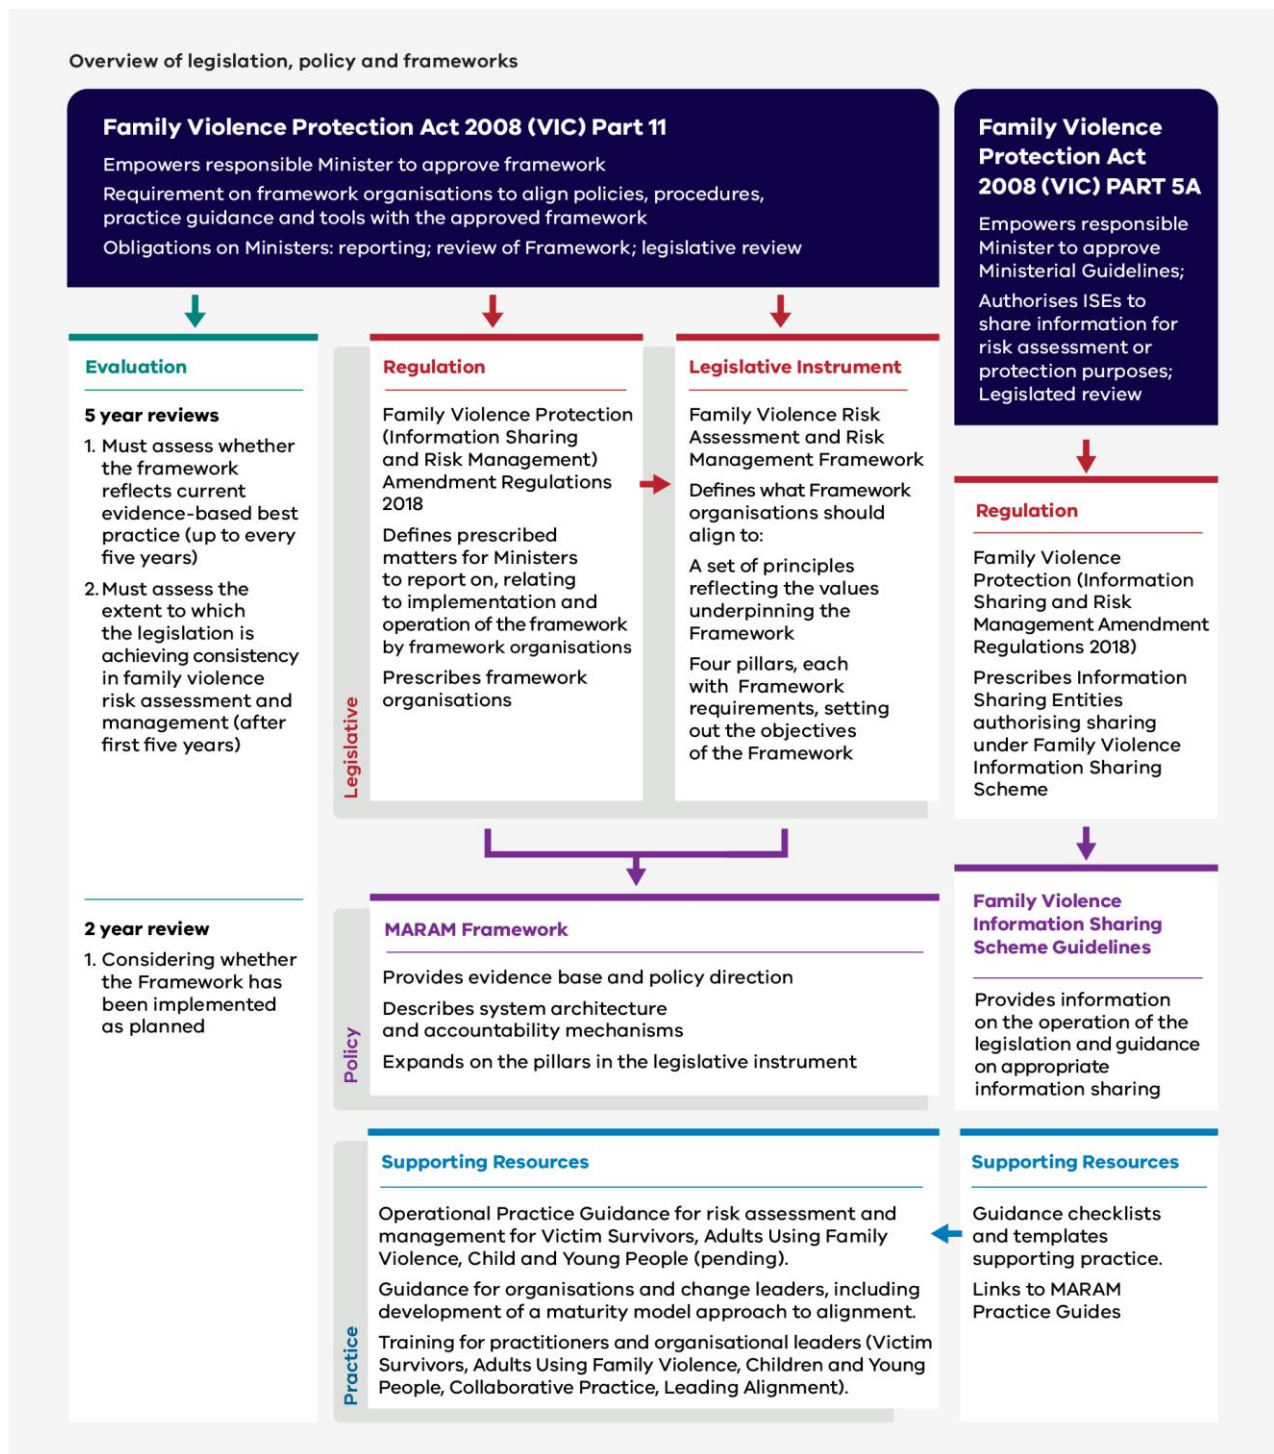 Overview of legislation, policy and frameworks
Family Violence Protection Act 2008 (VIC) Part 11
Empowers responsible Minister to approve framework
Requirement on framework organisations to align policies, procedures,
practice guidance and tools with the approved framework
Obligations on Ministers: reporting; review of Framework; legislative review
Family Violence
Protection Act
2008 (VIC) PART 5A
Empowers responsible
Minister to approve
Ministerial Guidelines;
Authorises ISEs to
share information for
risk assessment or
protection purposes;
Legislated review
Evaluation
5 year reviews
1. Must assess whether
the framework
reflects current
evidence-based best
practice (up to every
five years)
2. Must assess the
extent to which
the legislation is
achieving consistency
in family violence
risk assessment and
management (after
first five years)
2 year review
1. Considering whether
the Framework has
been implemented
as planned
Legislative
Regulation
Family Violence Protection
(Information Sharing
and Risk Management)
Amendment Regulations
2018
Defines prescribed
matters for Ministers
to report on, relating
to implementation and
operation of the framework
by framework organisations
Prescribes framework
organisations
Legislative Instrument
Family Violence Risk
Assessment and Risk
Management Framework
Defines what Framework
organisations should
align to:
A set of principles
reflecting the values
underpinning the
Framework
Four pillars, each
with Framework
requirements, setting
out the objectives
of the Framework
Regulation
Family Violence
Protection (Information
Sharing and Risk
Management Amendment
Regulations 2018)
Prescribes Information
Sharing Entities
authorising sharing
under Family Violence
Information Sharing
Scheme
Policy
MARAM Framework
Provides evidence base and policy direction
Describes system architecture
and accountability mechanisms
Expands on the pillars in the legislative instrument
Family Violence
Information Sharing
Scheme Guidelines
Provides information
on the operation of the
legislation and guidance
on appropriate
information sharing
Practice
Supporting Resources
Operational Practice Guidance for risk assessment and
management for Victim Survivors, Adults Using Family
Violence, Child and Young People (pending).
Guidance for organisations and change leaders, including
development of a maturity model approach to alignment.
Training for practitioners and organisational leaders (Victim
Survivors, Adults Using Family Violence, Children and Young
People, Collaborative Practice, Leading Alignment).
Supporting Resources
Guidance checklists
and templates
supporting practice.
Links to MARAM
Practice Guides